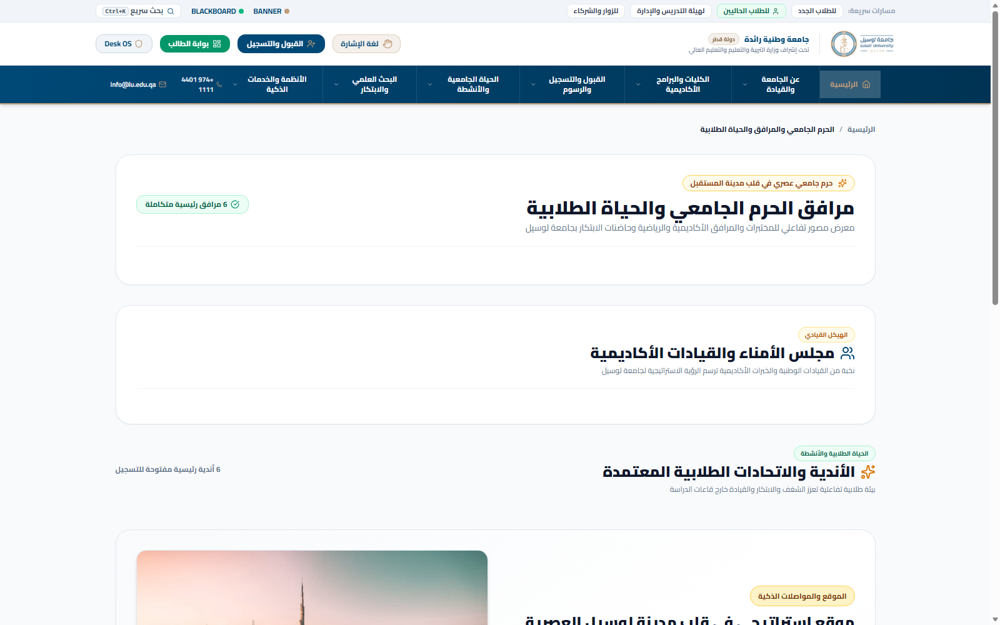 مسارات سريعة:
للطلاب الجدد
للطلاب الحاليين
لهيئة التدريس والإدارة
للزوار والشركاء
BANNER
BLACKBOARD
بحث سريع Ctrl+K
جامعة لوسيل
Lusail University
QATAR
جامعة وطنية رائدة
دولة قطر
تحت إشراف وزارة التربية والتعليم والتعليم العالي
لغة الإشارة
القبول والتسجيل
بوابة الطالب
Desk OS
الرئيسية
عن الجامعة
والقيادة
الكليات والبرامج
الأكاديمية
القبول والتسجيل
والرسوم
الحياة الجامعية
والأنشطة
البحث العلمي
والابتكار
الأنظمة والخدمات
الذكية
+974 4401
1111
info@lu.edu.qa
الرئيسية / الحرم الجامعي والمرافق والحياة الطلابية
حرم جامعي عصري في قلب مدينة المستقبل
مرافق الحرم الجامعي والحياة الطلابية
معرض مصور تفاعلي للمختبرات والمرافق الأكاديمية والرياضية وحاضنات الابتكار بجامعة لوسيل
6 مرافق رئيسية متكاملة
الهيكل القيادي
مجلس الأمناء والقيادات الأكاديمية
نخبة من القيادات الوطنية والخبرات الأكاديمية ترسم الرؤية الاستراتيجية لجامعة لوسيل
الحياة الطلابية والأنشطة
الأندية والاتحادات الطلابية المعتمدة
بيئة طلابية تفاعلية تعزز الشغف والابتكار والقيادة خارج قاعات الدراسة
6 أندية رئيسية مفتوحة للتسجيل
الموقع والمواصلات الذكية
موقع استراتيجي في قلب مدينة لوسيل العصرية